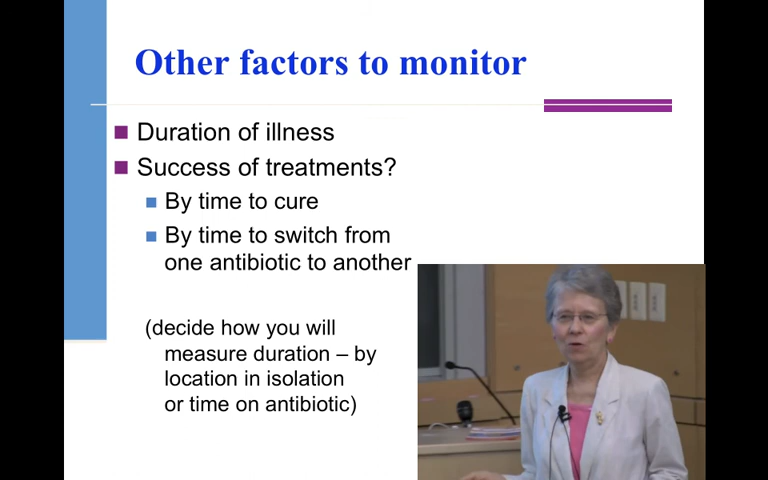 Other factors to monitor
Duration of illness
Success of treatments?
By time to cure
By time to switch from
one antibiotic to another
(decide how you will
measure duration – by
location in isolation
or time on antibiotic)